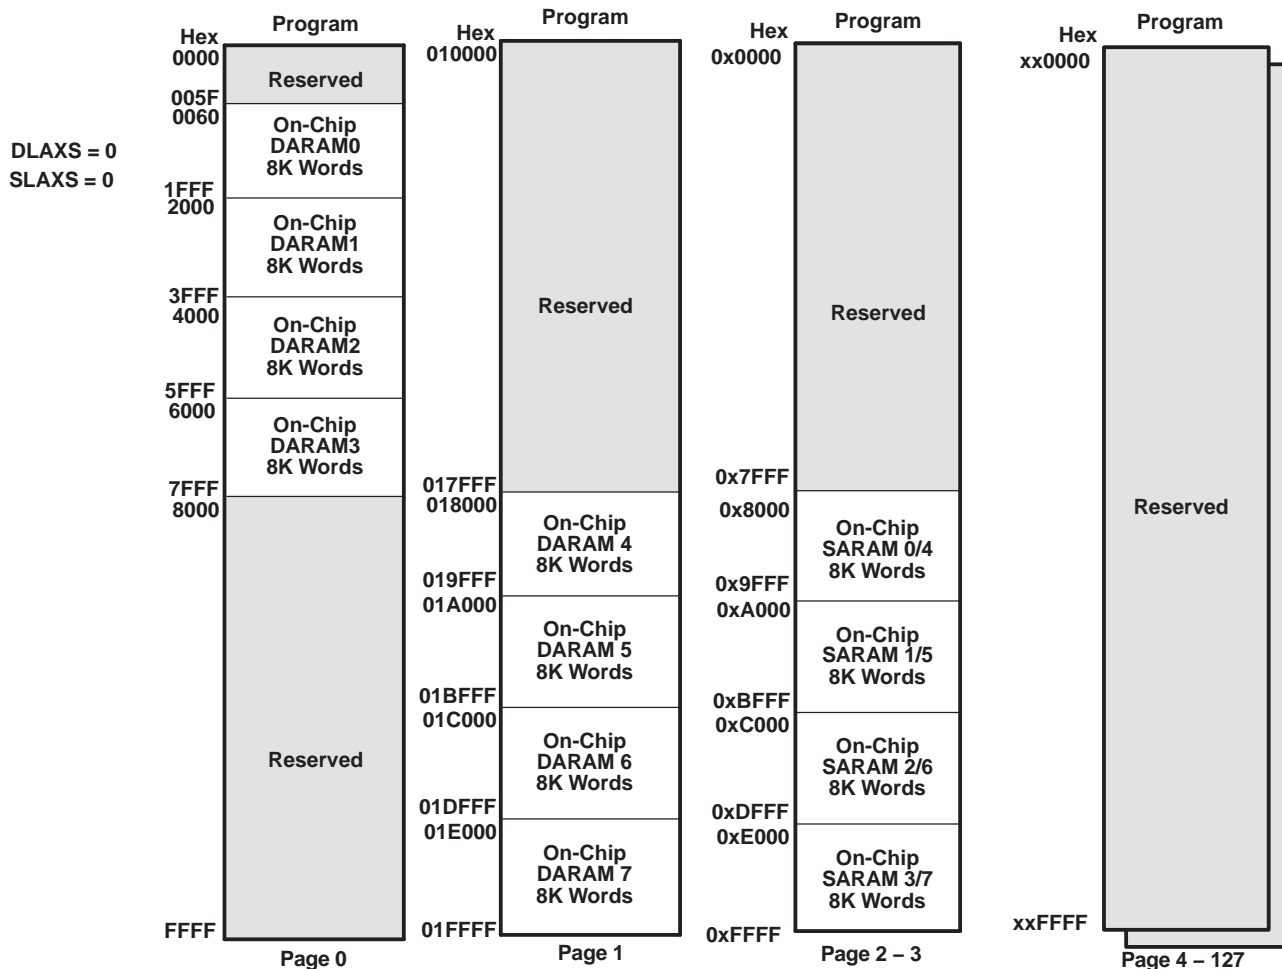 DLAXS = 0
SLAXS = 0
Program
Hex
0000
Reserved
005F
0060
On-Chip
DARAM0
8K Words
1FFF
2000
On-Chip
DARAM1
8K Words
3FFF
4000
On-Chip
DARAM2
8K Words
5FFF
6000
On-Chip
DARAM3
8K Words
7FFF
8000
Reserved
FFFF
Page 0
Program
Hex
010000
Reserved
017FFF
018000
On-Chip
DARAM 4
8K Words
019FFF
01A000
On-Chip
DARAM 5
8K Words
01BFFF
01C000
On-Chip
DARAM 6
8K Words
01DFFF
01E000
On-Chip
DARAM 7
8K Words
01FFFF
Page 1
Program
Hex
0x0000
Reserved
0x7FFF
0x8000
On-Chip
SARAM 0/4
8K Words
0x9FFF
0xA000
On-Chip
SARAM 1/5
8K Words
0xBFFF
0xC000
On-Chip
SARAM 2/6
8K Words
0xDFFF
0xE000
On-Chip
SARAM 3/7
8K Words
0xFFFF
Page 2 – 3
Program
Hex
xx0000
Reserved
xxFFFF
Page 4 – 127